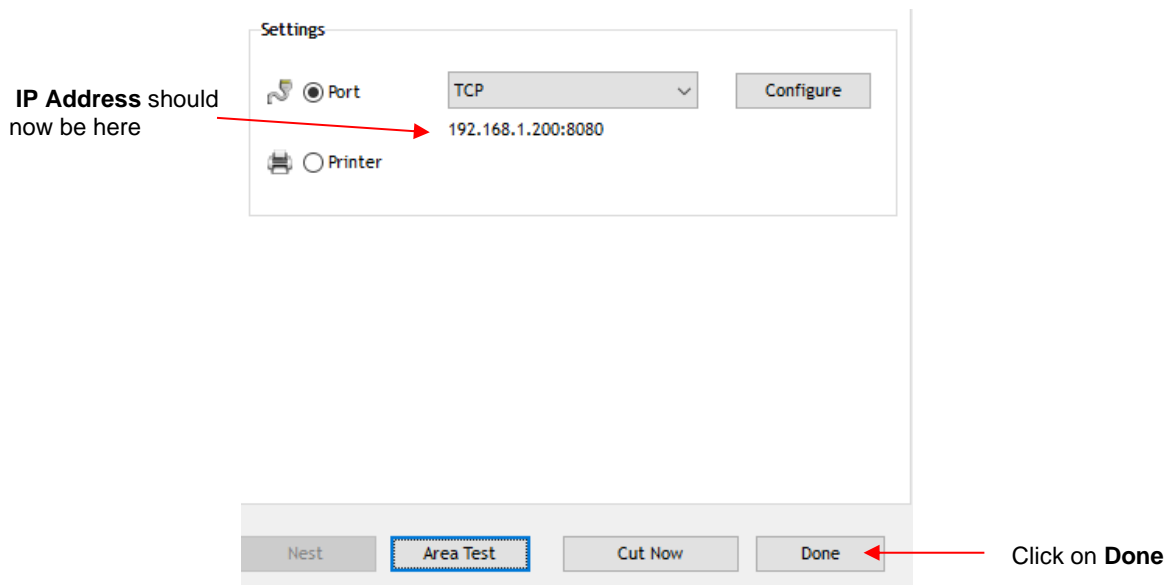 Settings
IP Address should
now be here
Port
TCP
Configure
192.168.1.200:8080
Printer
Nest
Area Test
Cut Now
Done
Click on Done